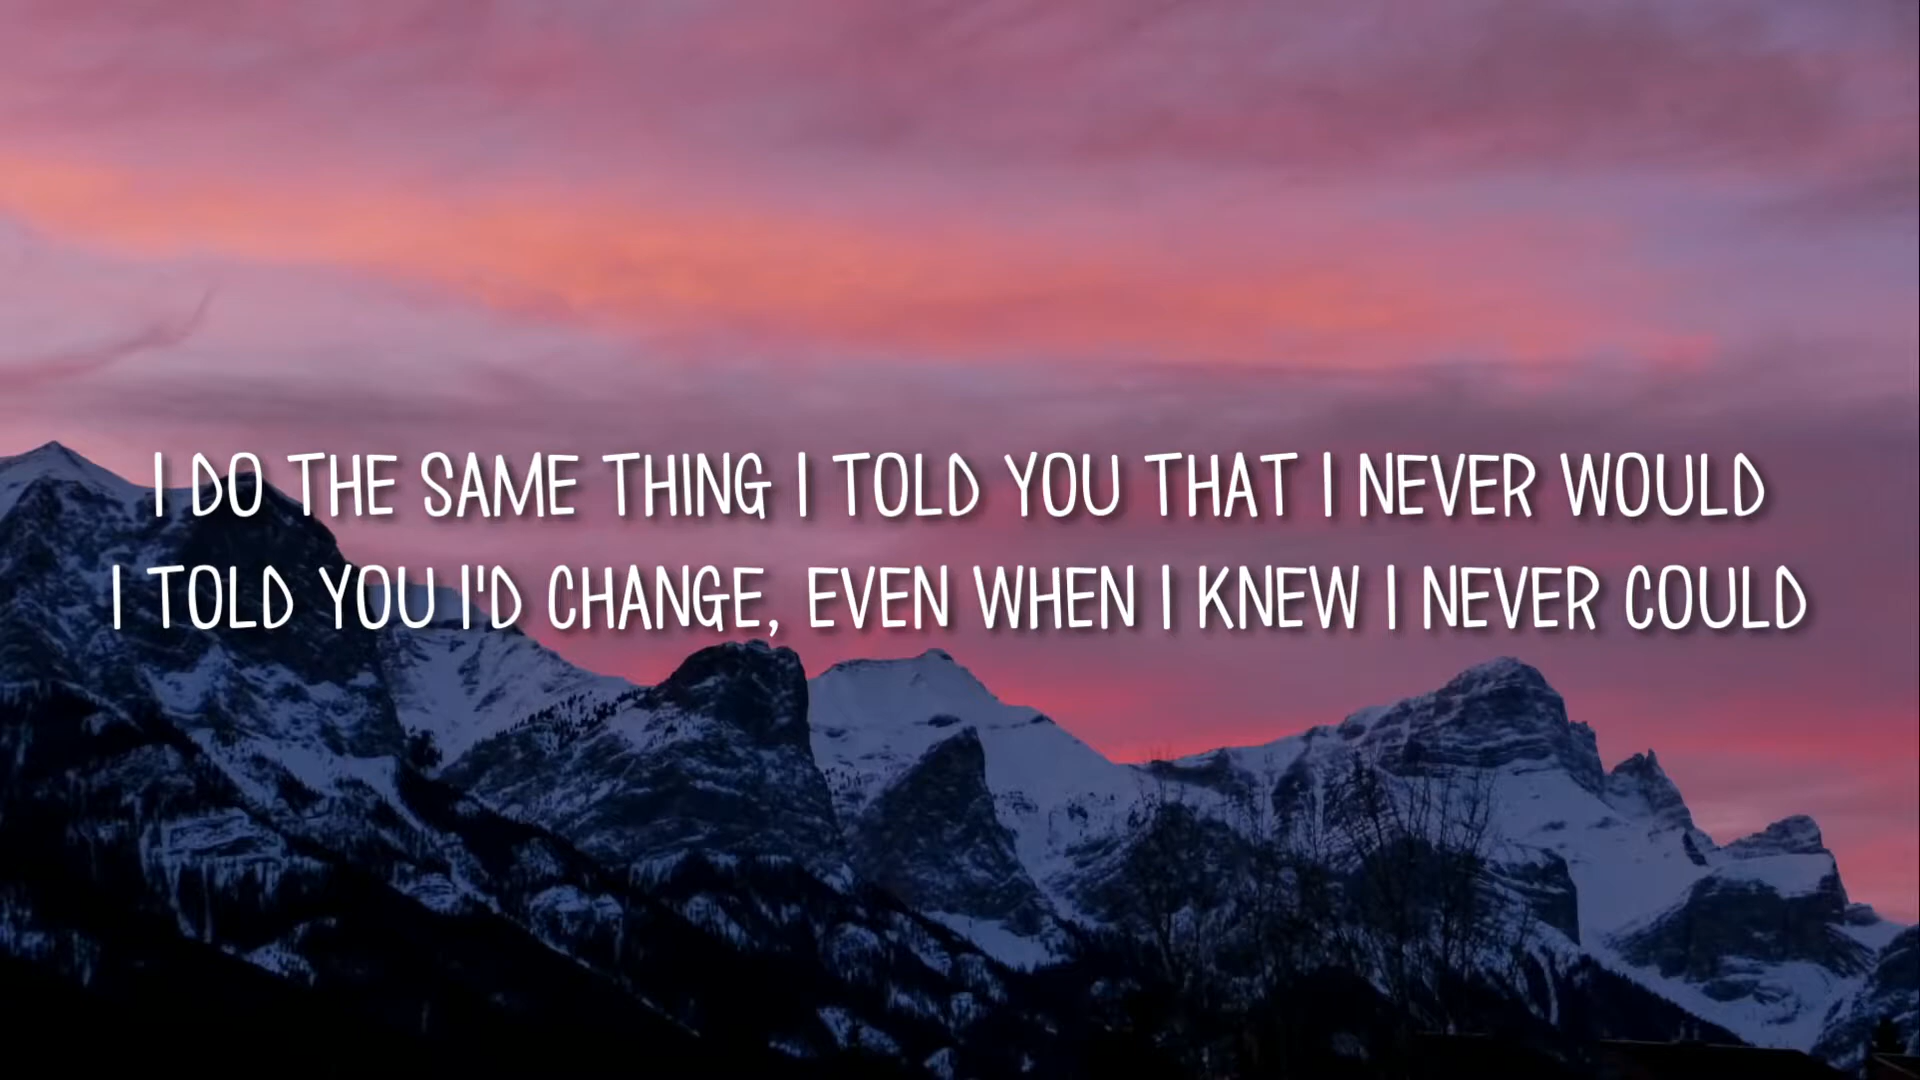 I DO THE SAME THING I TOLD YOU THAT I NEVER WOULD
I TOLD YOU I'D CHANGE, EVEN WHEN I KNEW I NEVER COULD